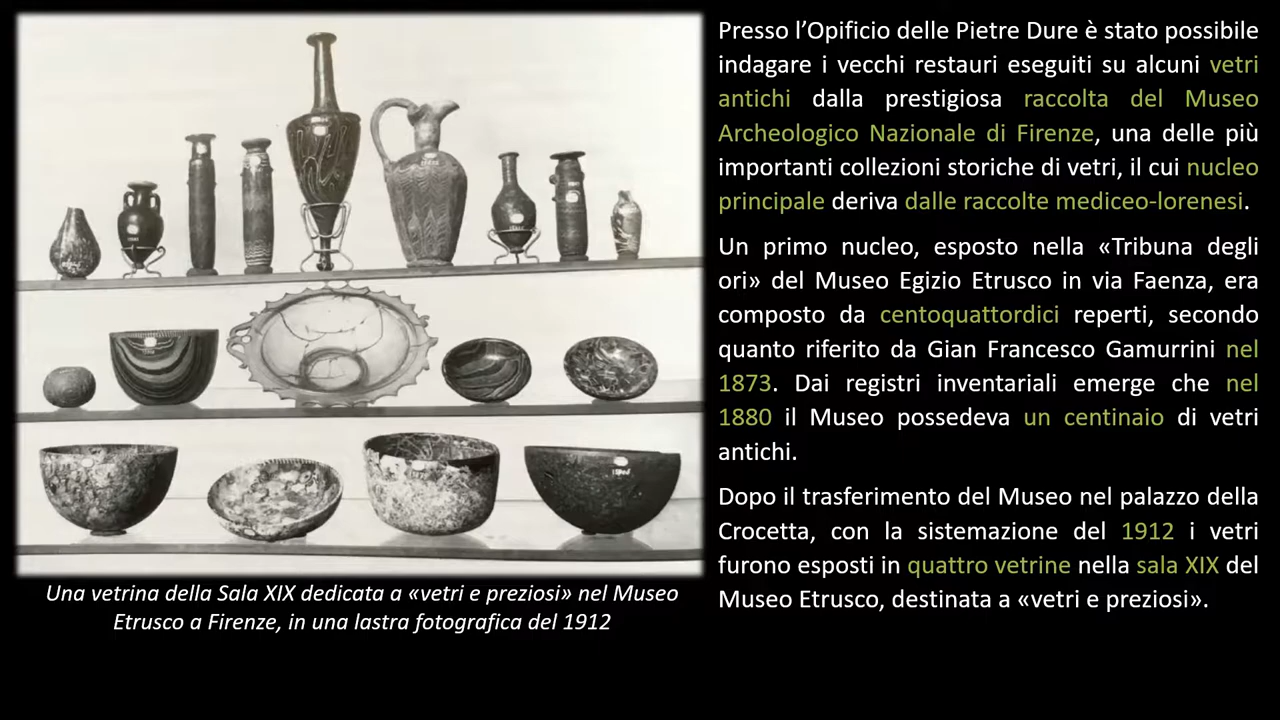 Presso l’Opificio delle Pietre Dure è stato possibile
indagare i vecchi restauri eseguiti su alcuni vetri
antichi dalla prestigiosa raccolta del Museo
Archeologico Nazionale di Firenze, una delle più
importanti collezioni storiche di vetri, il cui nucleo
principale deriva dalle raccolte mediceo-lorenesi.
Un primo nucleo, esposto nella «Tribuna degli
ori» del Museo Egizio Etrusco in via Faenza, era
composto da centoquattordici reperti, secondo
quanto riferito da Gian Francesco Gamurrini nel
1873. Dai registri inventariali emerge che nel
1880 il Museo possedeva un centinaio di vetri
antichi.
Dopo il trasferimento del Museo nel palazzo della
Crocetta, con la sistemazione del 1912 i vetri
furono esposti in quattro vetrine nella sala XIX del
Museo Etrusco, destinata a «vetri e preziosi».
Una vetrina della Sala XIX dedicata a «vetri e preziosi» nel Museo
Etrusco a Firenze, in una lastra fotografica del 1912